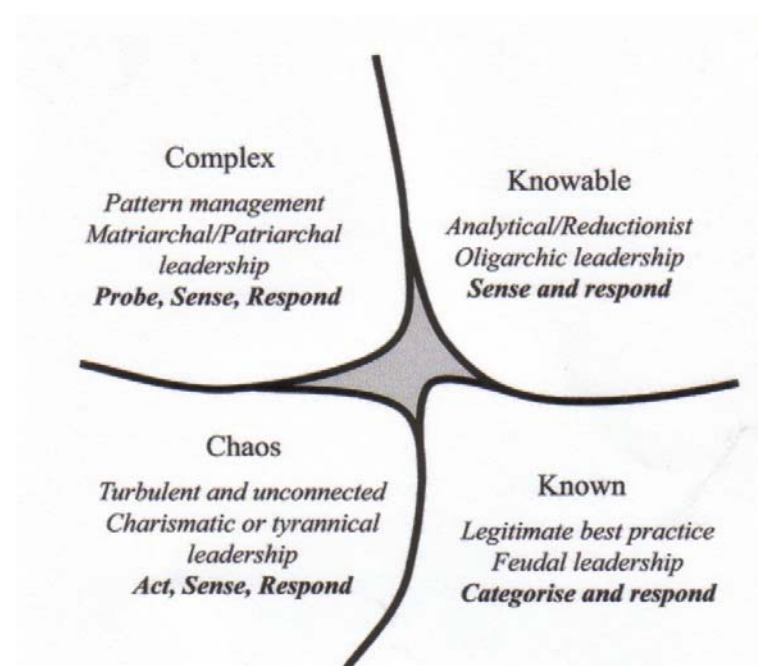 Complex
Pattern management
Matriarchal/Patriarchal
leadership
Probe, Sense, Respond
Knowable
Analytical/Reductionist
Oligarchic leadership
Sense and respond
Chaos
Turbulent and unconnected
Charismatic or tyrannical
leadership
Act, Sense, Respond
Known
Legitimate best practice
Feudal leadership
Categorise and respond